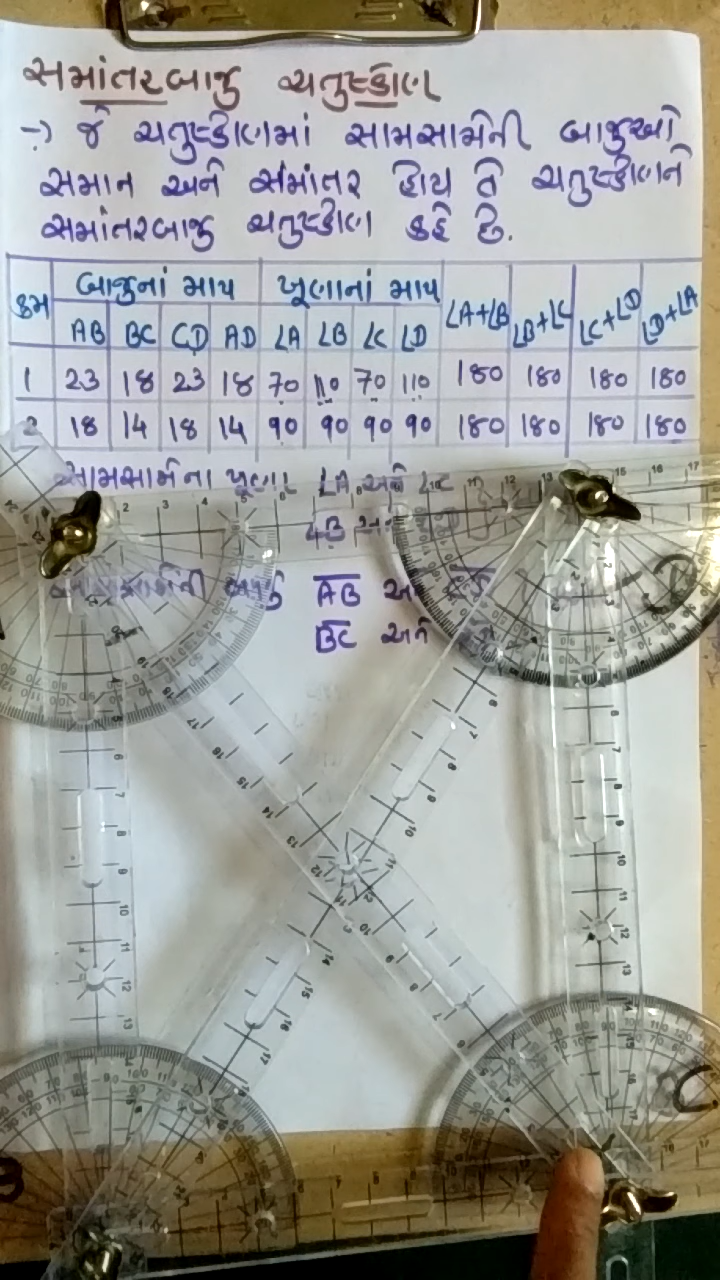 સમાંતરબાજુ ચતુષ્કોણ
→ જે ચતુષ્કોણમાં સામસામેની બાજુઓ
સમાન અને સમાંતર હોય તે ચતુષ્કોણને
સમાંતરબાજુ ચતુષ્કોણ કહે છે.
ક્રમ બાજુનાં માપ ખૂણાનાં માપ ∠A+∠B ∠B+∠C ∠C+∠D ∠D+∠A
AB BC CD AD ∠A ∠B ∠C ∠D
1 23 18 23 18 70 110 70 110 180 180 180 180
2 18 14 18 14 90 90 90 90 180 180 180 180
સામસામેના ખૂણા ∠A અને ∠C
∠B અને
સામસામેની બાજુ AB અને
BC અને
D
C
B